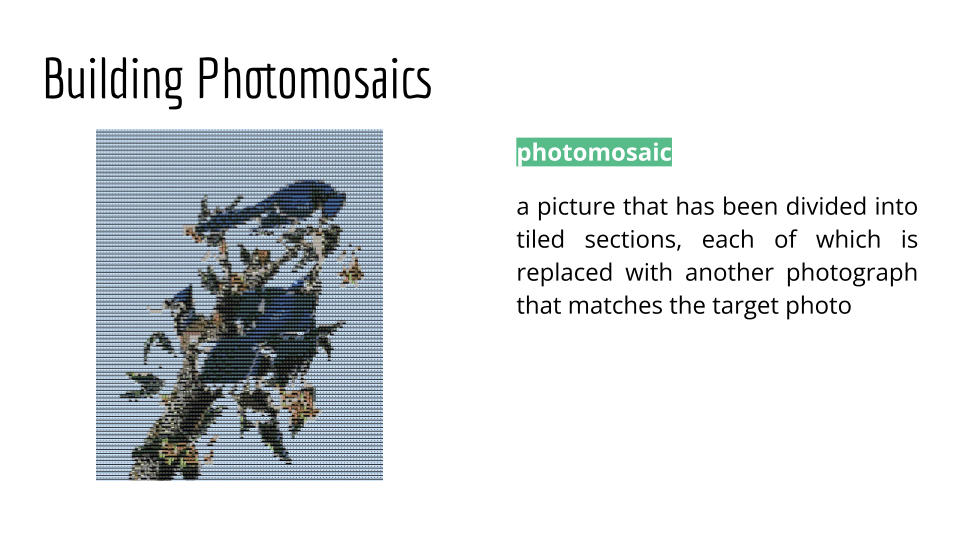 Building Photomosaics
photomosaic
a picture that has been divided into
tiled sections, each of which is
replaced with another photograph
that matches the target photo